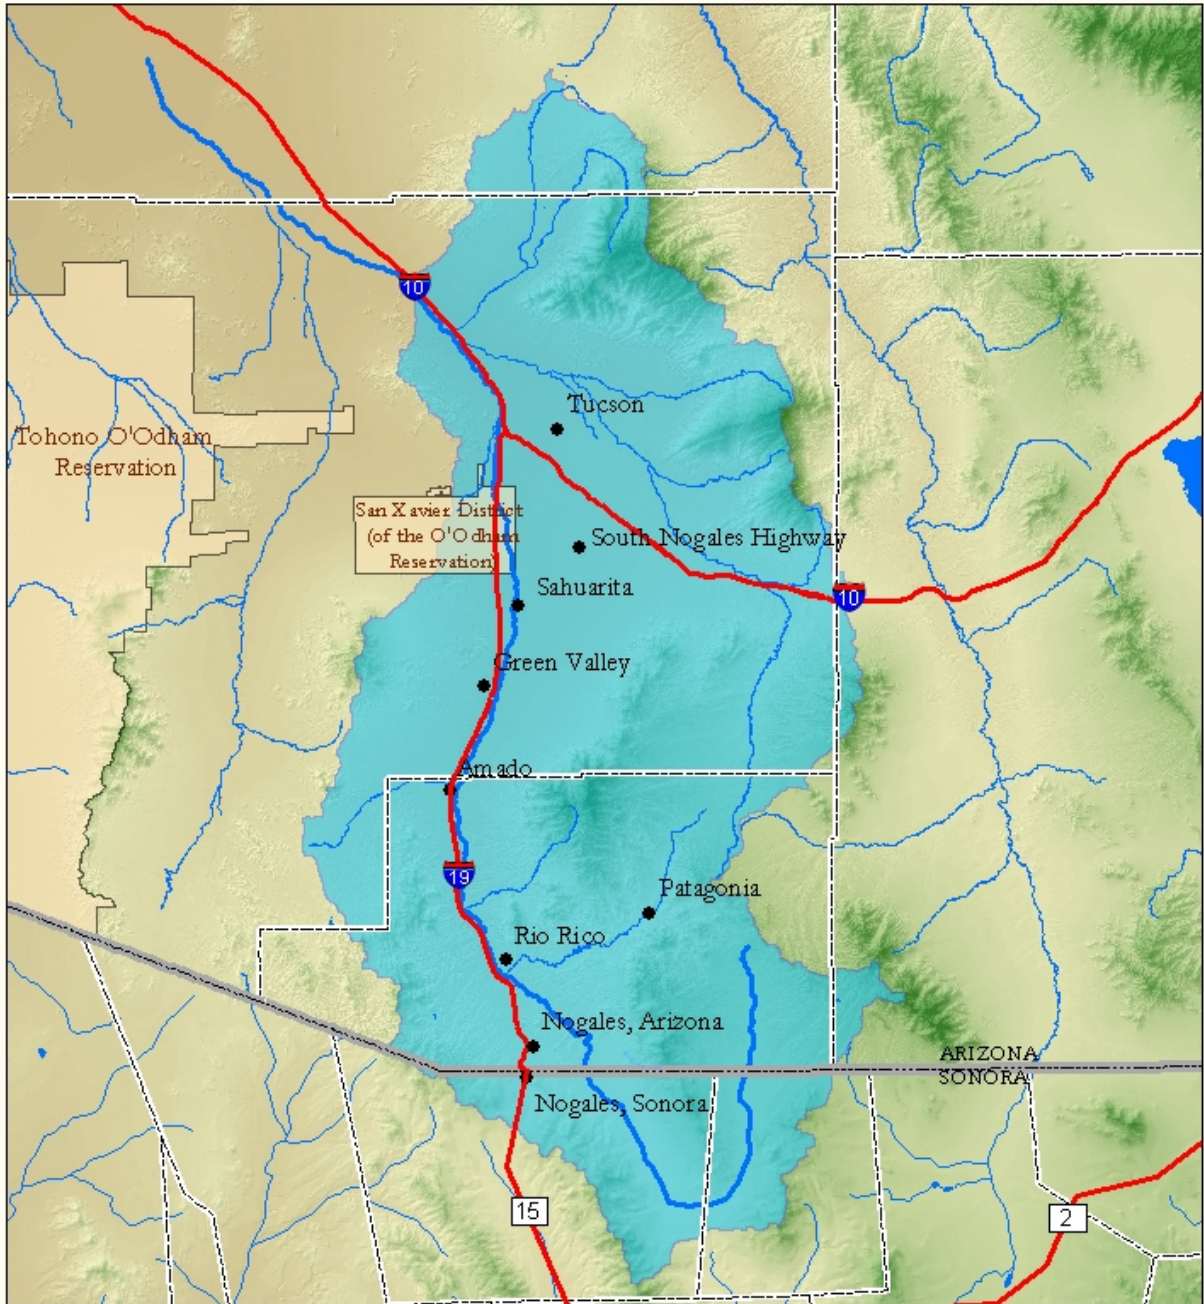 10
Tucson
Tohono O'Odham
Reservation
San Xavier District
(of the O'Odham
Reservation)
South Nogales Highway
Sahuarita
10
Green Valley
Amado
19
Patagonia
Rio Rico
Nogales, Arizona
ARIZONA
SONORA
Nogales, Sonora
15
2